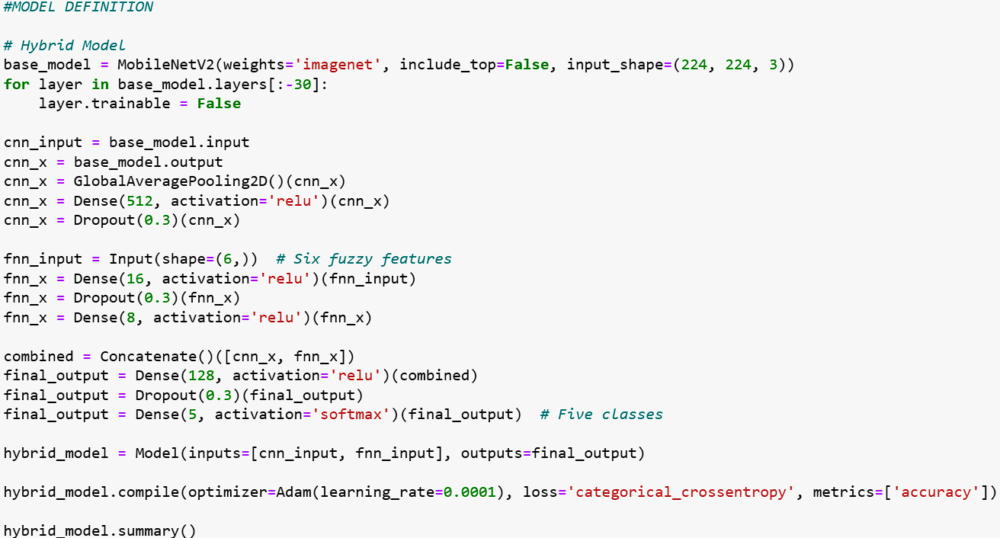 #MODEL DEFINITION
# Hybrid Model
base_model = MobileNetV2(weights='imagenet', include_top=False, input_shape=(224, 224, 3))
for layer in base_model.layers[:-30]:
    layer.trainable = False
cnn_input = base_model.input
cnn_x = base_model.output
cnn_x = GlobalAveragePooling2D()(cnn_x)
cnn_x = Dense(512, activation='relu')(cnn_x)
cnn_x = Dropout(0.3)(cnn_x)
fnn_input = Input(shape=(6,))  # Six fuzzy features
fnn_x = Dense(16, activation='relu')(fnn_input)
fnn_x = Dropout(0.3)(fnn_x)
fnn_x = Dense(8, activation='relu')(fnn_x)
combined = Concatenate()([cnn_x, fnn_x])
final_output = Dense(128, activation='relu')(combined)
final_output = Dropout(0.3)(final_output)
final_output = Dense(5, activation='softmax')(final_output)  # Five classes
hybrid_model = Model(inputs=[cnn_input, fnn_input], outputs=final_output)
hybrid_model.compile(optimizer=Adam(learning_rate=0.0001), loss='categorical_crossentropy', metrics=['accuracy'])
hybrid_model.summary()